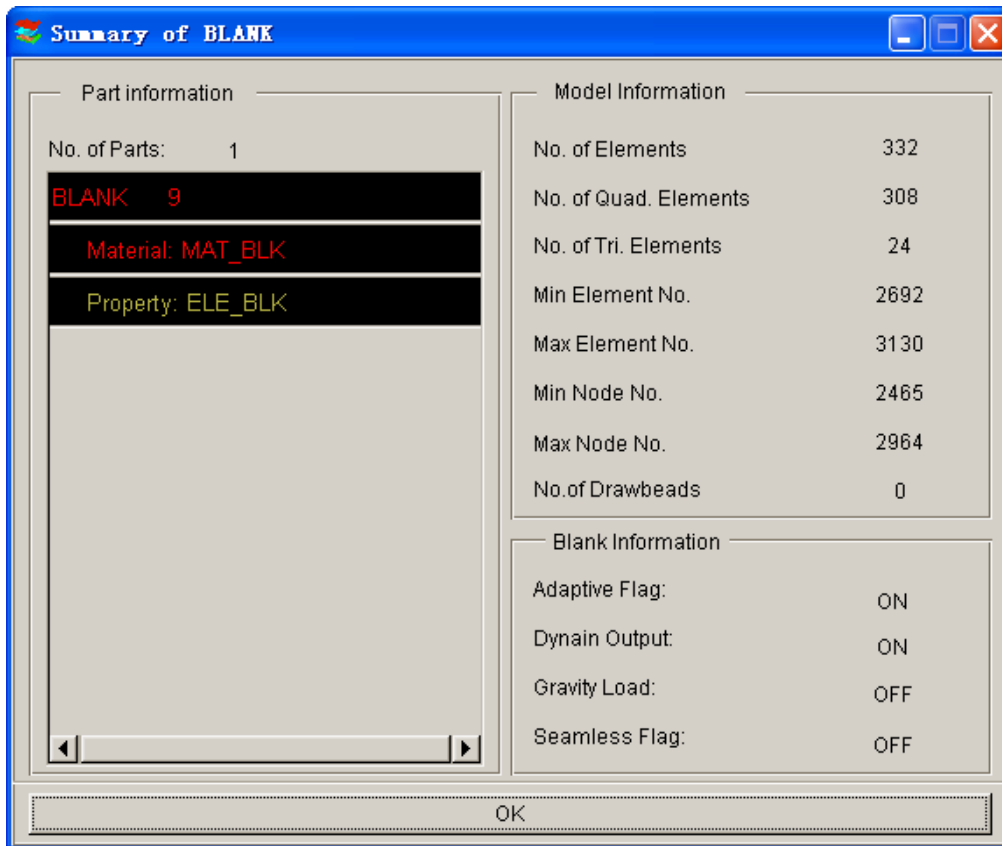 Summary of BLANK
Part information
No. of Parts: 1
BLANK 9
Material: MAT_BLK
Property: ELE_BLK
Model Information
No. of Elements 332
No. of Quad. Elements 308
No. of Tri. Elements 24
Min Element No. 2692
Max Element No. 3130
Min Node No. 2465
Max Node No. 2964
No.of Drawbeads 0
Blank Information
Adaptive Flag: ON
Dynain Output: ON
Gravity Load: OFF
Seamless Flag: OFF
OK